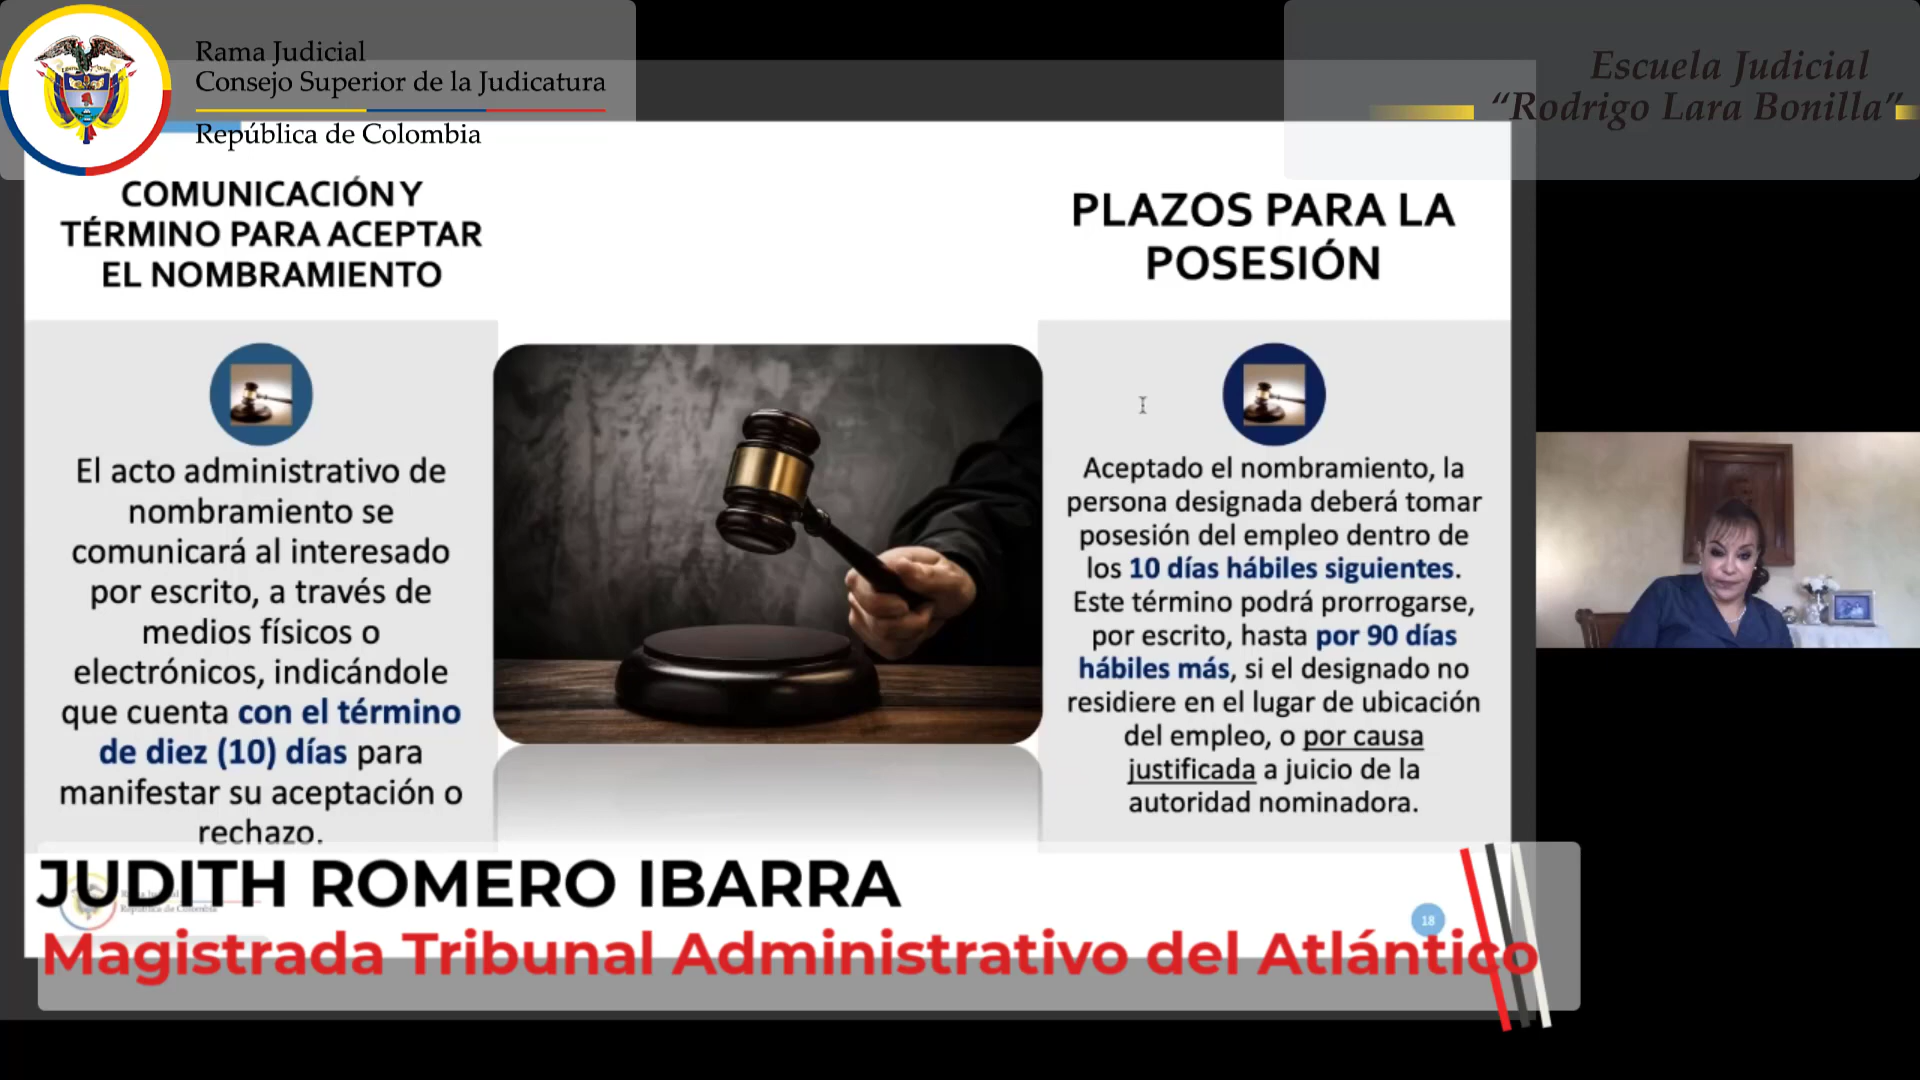 Rama Judicial
Consejo Superior de la Judicatura
República de Colombia
Escuela Judicial
“Rodrigo Lara Bonilla”
COMUNICACIÓN Y
TÉRMINO PARA ACEPTAR
EL NOMBRAMIENTO
El acto administrativo de
nombramiento se
comunicará al interesado
por escrito, a través de
medios físicos o
electrónicos, indicándole
que cuenta con el término
de diez (10) días para
manifestar su aceptación o
rechazo.
PLAZOS PARA LA
POSESIÓN
Aceptado el nombramiento, la
persona designada deberá tomar
posesión del empleo dentro de
los 10 días hábiles siguientes.
Este término podrá prorrogarse,
por escrito, hasta por 90 días
hábiles más, si el designado no
residiere en el lugar de ubicación
del empleo, o por causa
justificada a juicio de la
autoridad nominadora.
JUDITH ROMERO IBARRA
República de Colombia
18
Magistrada Tribunal Administrativo del Atlántico